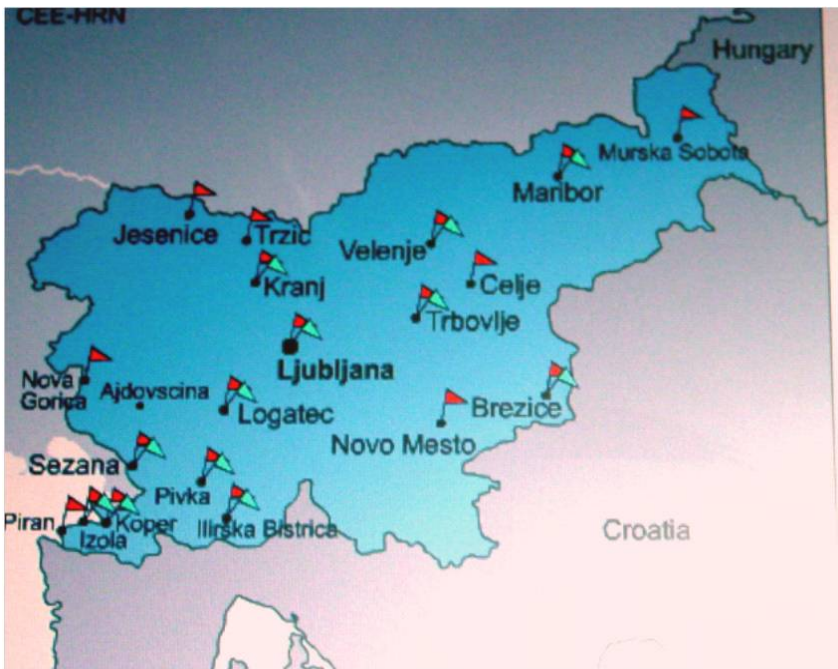 CEE-HRN
Hungary
Murska Sobota
Maribor
Jesenice
Trzic
Velenje
Kranj
Celje
Trbovlje
Ljubljana
Nova
Gorica
Ajdovscina
Logatec
Brezice
Novo Mesto
Sezana
Pivka
Piran
Koper
Izola
Ilirska Bistrica
Croatia